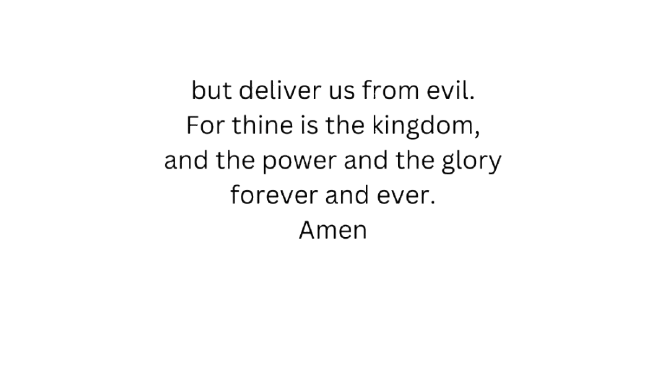 but deliver us from evil.
For thine is the kingdom,
and the power and the glory
forever and ever.
Amen